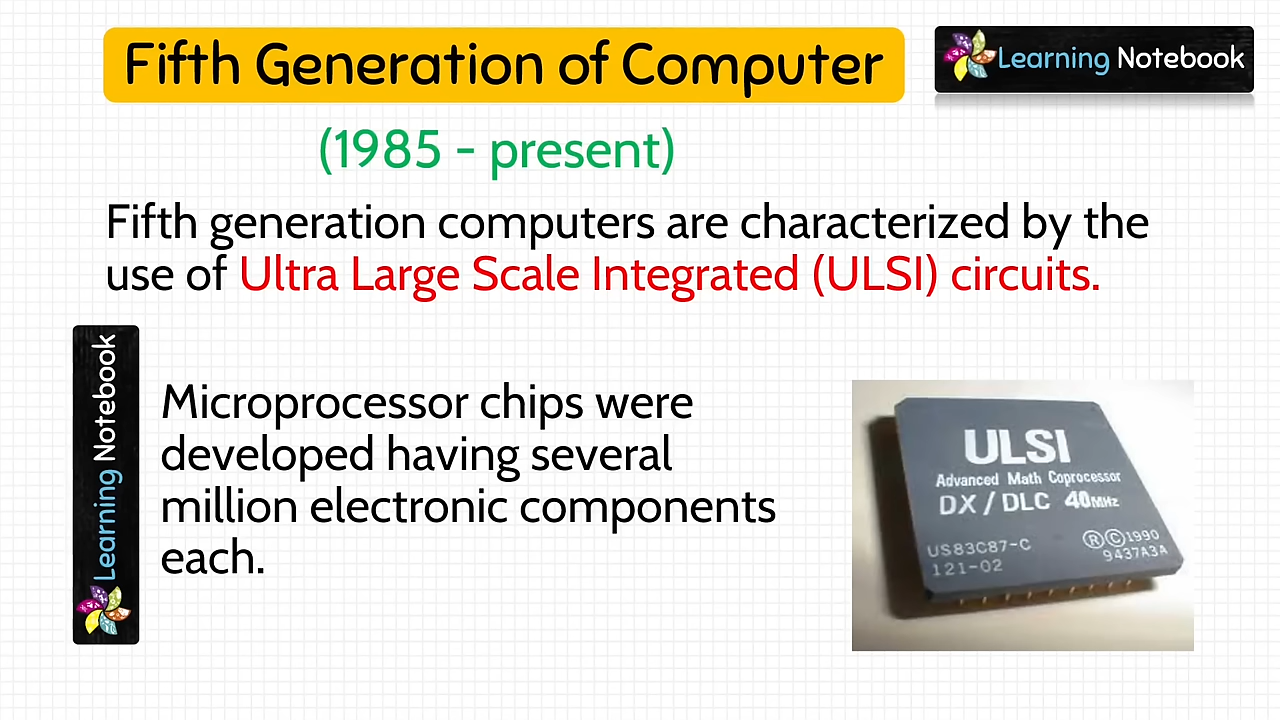 Fifth Generation of Computer
Learning Notebook
(1985 - present)
Fifth generation computers are characterized by the
use of Ultra Large Scale Integrated (ULSI) circuits.
Learning Notebook
Microprocessor chips were
developed having several
million electronic components
each.
ULSI
Advanced Math Coprocessor
DX / DLC 40MHz
US83C87-C
121-02
®©1990
9437A3A